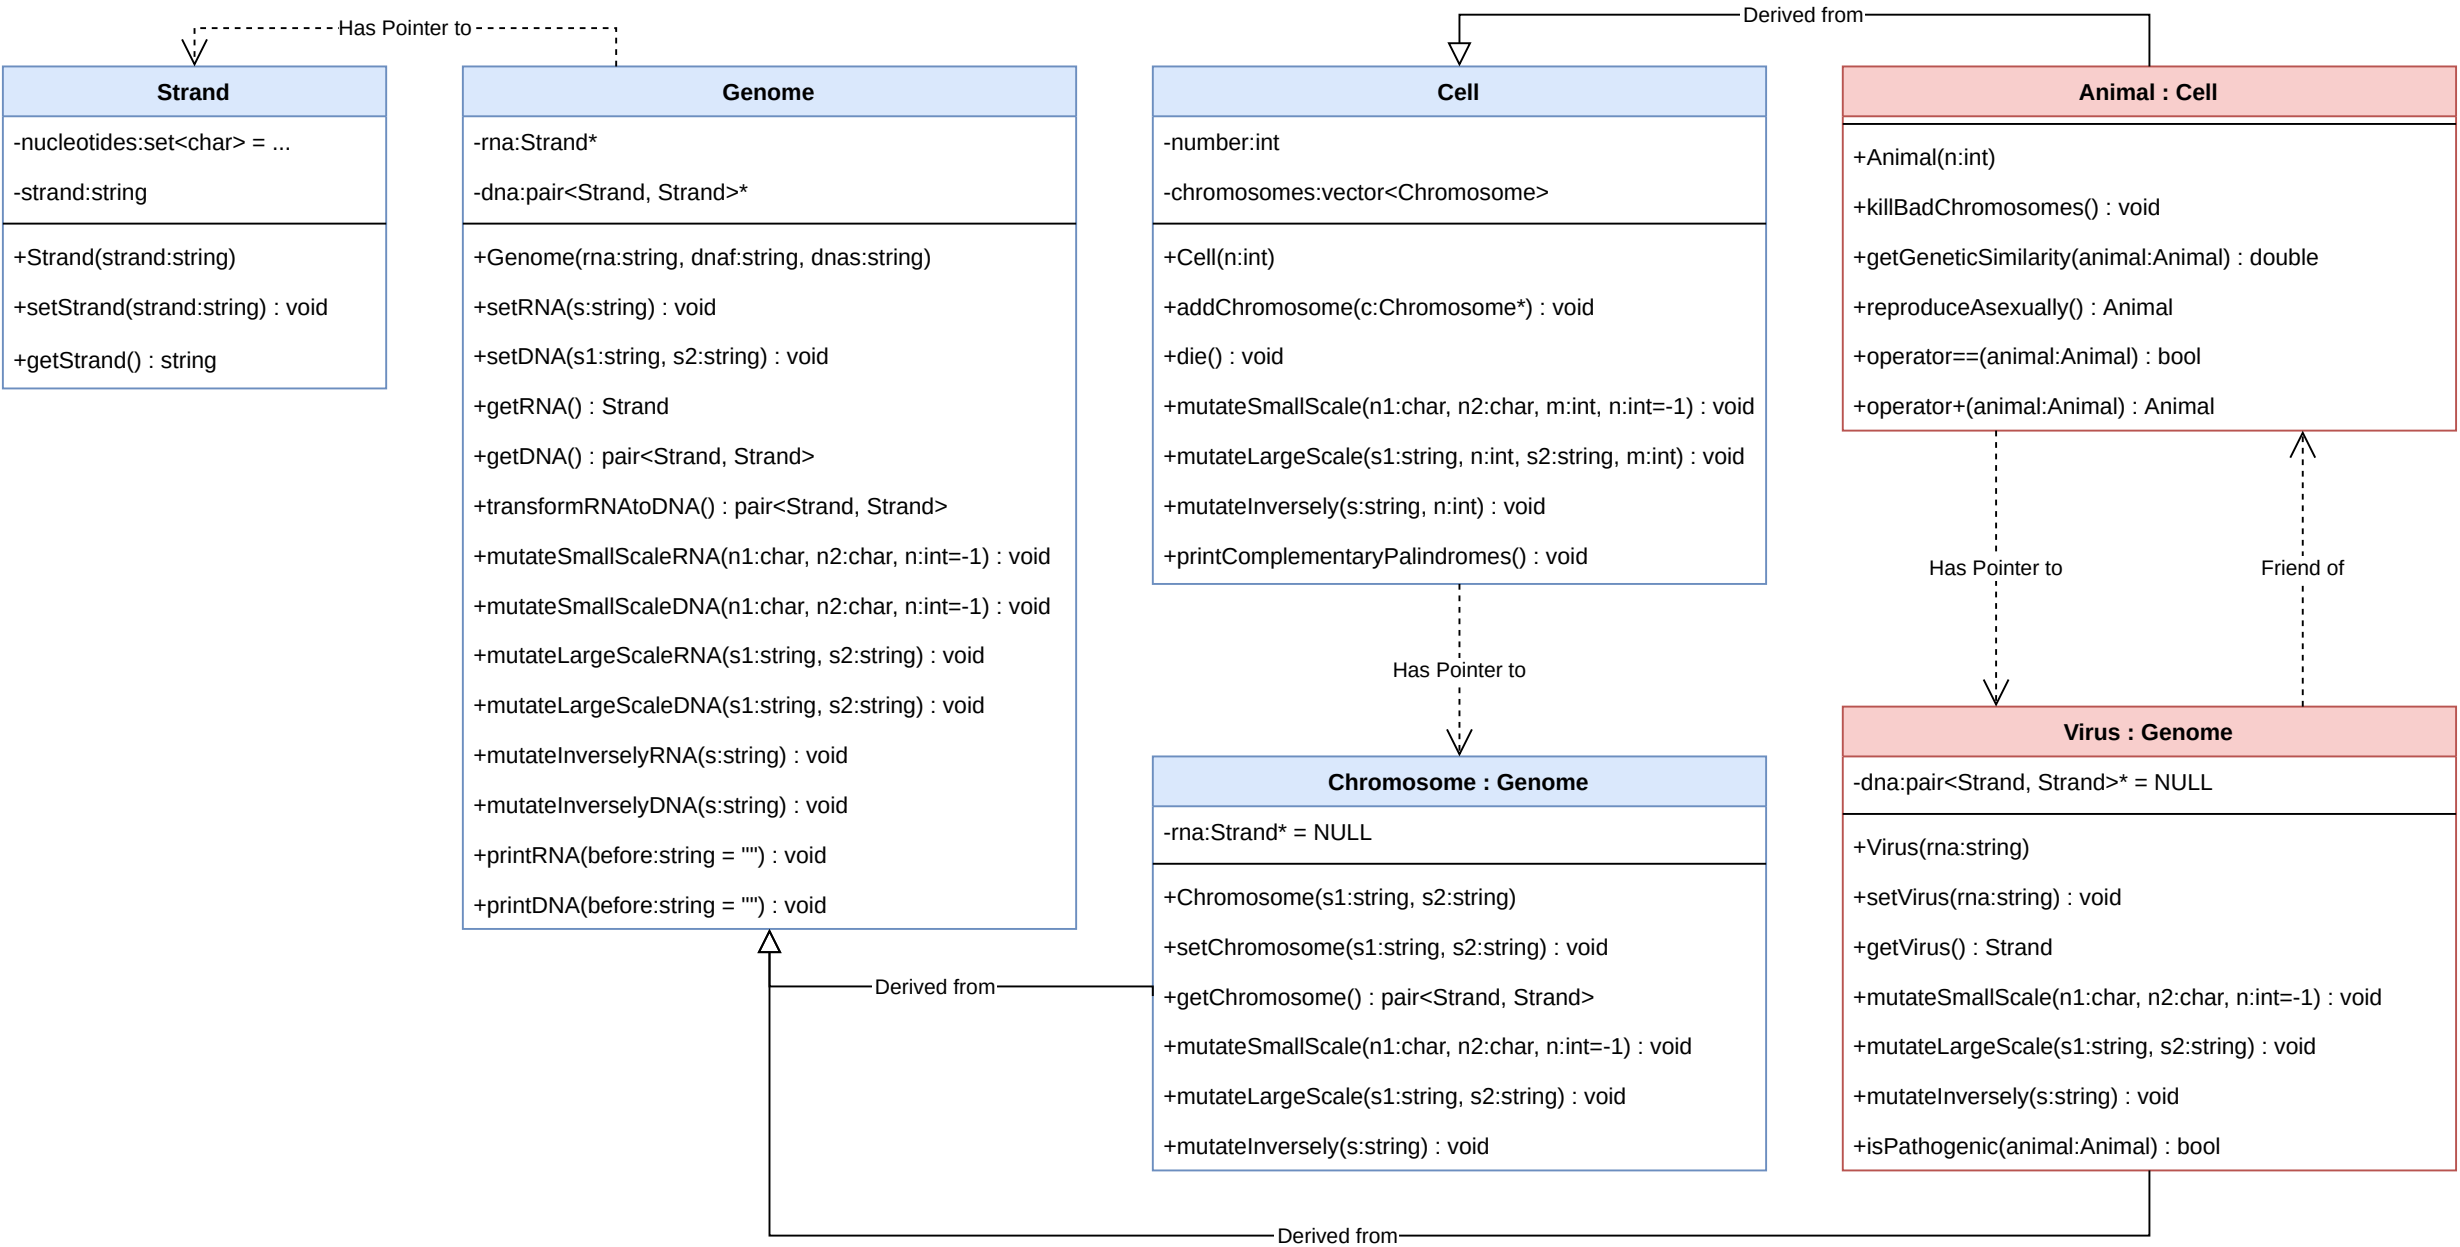 Has Pointer to
Strand
-nucleotides:set<char> = ...
-strand:string
+Strand(strand:string)
+setStrand(strand:string) : void
+getStrand() : string
Genome
-rna:Strand*
-dna:pair<Strand, Strand>*
+Genome(rna:string, dnaf:string, dnas:string)
+setRNA(s:string) : void
+setDNA(s1:string, s2:string) : void
+getRNA() : Strand
+getDNA() : pair<Strand, Strand>
+transformRNAtoDNA() : pair<Strand, Strand>
+mutateSmallScaleRNA(n1:char, n2:char, n:int=-1) : void
+mutateSmallScaleDNA(n1:char, n2:char, n:int=-1) : void
+mutateLargeScaleRNA(s1:string, s2:string) : void
+mutateLargeScaleDNA(s1:string, s2:string) : void
+mutateInverselyRNA(s:string) : void
+mutateInverselyDNA(s:string) : void
+printRNA(before:string = "") : void
+printDNA(before:string = "") : void
Derived from
Cell
-number:int
-chromosomes:vector<Chromosome>
+Cell(n:int)
+addChromosome(c:Chromosome*) : void
+die() : void
+mutateSmallScale(n1:char, n2:char, m:int, n:int=-1) : void
+mutateLargeScale(s1:string, n:int, s2:string, m:int) : void
+mutateInversely(s:string, n:int) : void
+printComplementaryPalindromes() : void
Has Pointer to
Chromosome : Genome
-rna:Strand* = NULL
+Chromosome(s1:string, s2:string)
+setChromosome(s1:string, s2:string) : void
+getChromosome() : pair<Strand, Strand>
+mutateSmallScale(n1:char, n2:char, n:int=-1) : void
+mutateLargeScale(s1:string, s2:string) : void
+mutateInversely(s:string) : void
Derived from
Animal : Cell
+Animal(n:int)
+killBadChromosomes() : void
+getGeneticSimilarity(animal:Animal) : double
+reproduceAsexually() : Animal
+operator==(animal:Animal) : bool
+operator+(animal:Animal) : Animal
Has Pointer to
Friend of
Virus : Genome
-dna:pair<Strand, Strand>* = NULL
+Virus(rna:string)
+setVirus(rna:string) : void
+getVirus() : Strand
+mutateSmallScale(n1:char, n2:char, n:int=-1) : void
+mutateLargeScale(s1:string, s2:string) : void
+mutateInversely(s:string) : void
+isPathogenic(animal:Animal) : bool
Derived from